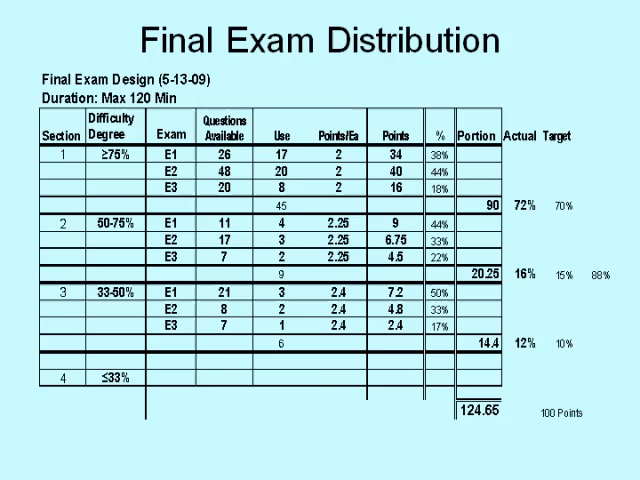 Final Exam Distribution
Final Exam Design (5-13-09)
Duration: Max 120 Min
Section Difficulty Degree Exam Questions Available Use Points/Ea Points % Portion Actual Target
1 ≥75% E1 26 17 2 34 38%
E2 48 20 2 40 44%
E3 20 8 2 16 18%
45 90 72% 70%
2 50-75% E1 11 4 2.25 9 44%
E2 17 3 2.25 6.75 33%
E3 7 2 2.25 4.5 22%
9 20.25 16% 15% 88%
3 33-50% E1 21 3 2.4 7.2 50%
E2 8 2 2.4 4.8 33%
E3 7 1 2.4 2.4 17%
6 14.4 12% 10%
4 ≤33%
124.65 100 Points